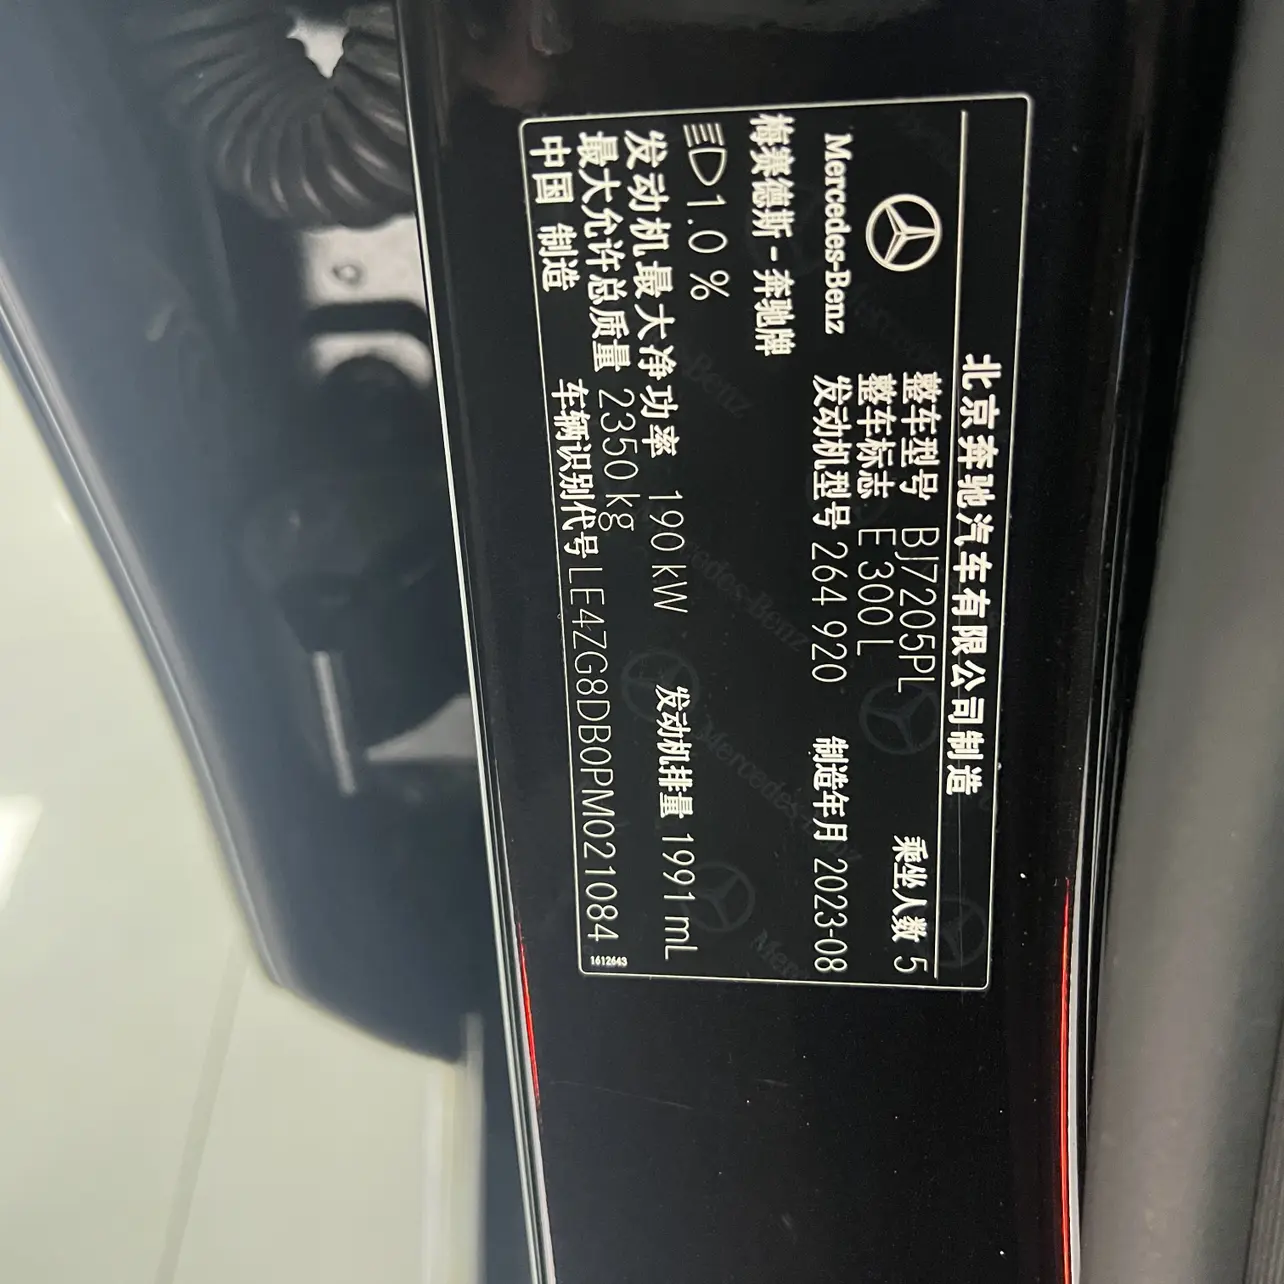 北京奔驰汽车有限公司制造
Mercedes-Benz
整车型号 BJ7205PL 乘坐人数 5
整车标志 E 300 L
梅赛德斯-奔驰牌 发动机型号 264 920 制造年月 2023-08
1.0 %
发动机最大净功率 190 kW 发动机排量 1991 mL
最大允许总质量 2350 kg
中国 制造 车辆识别代号 LE4ZG8DB0PM021084
1612643